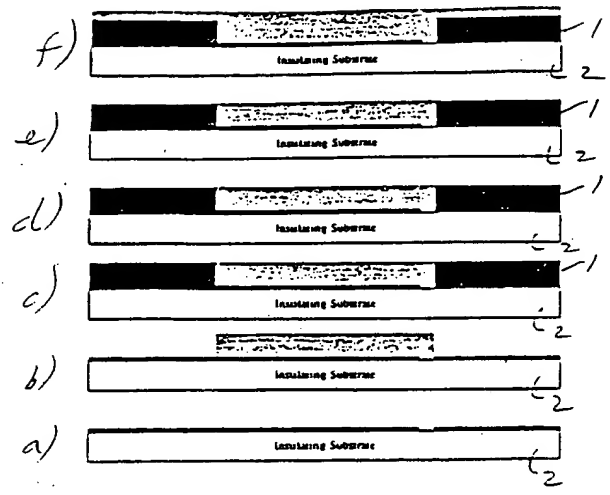 f) 1
Insulating Substrate 2
e) 1
Insulating Substrate 2
d) 1
Insulating Substrate 2
c) 1
Insulating Substrate 2
b)
Insulating Substrate 2
a)
Insulating Substrate 2